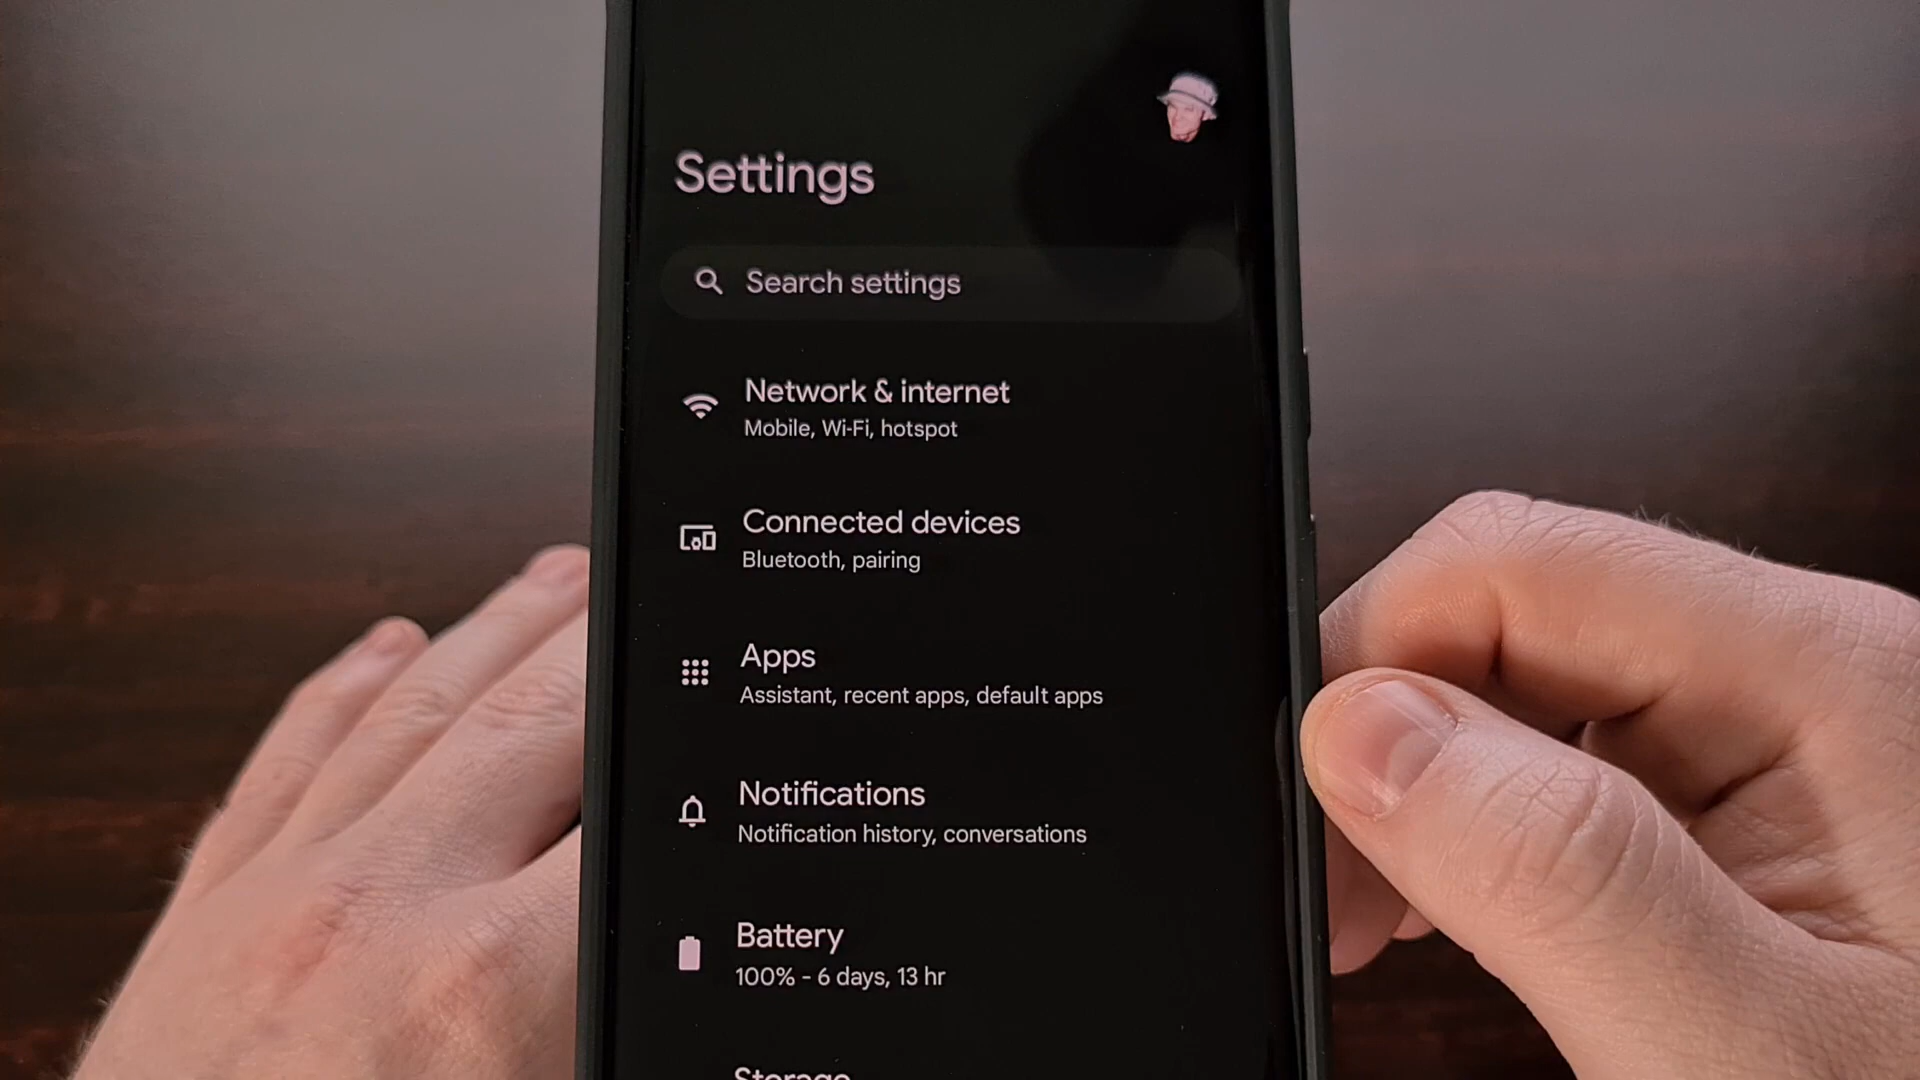 Settings
Search settings
Network & internet
Mobile, Wi-Fi, hotspot
Connected devices
Bluetooth, pairing
Apps
Assistant, recent apps, default apps
Notifications
Notification history, conversations
Battery
100% - 6 days, 13 hr
Storage